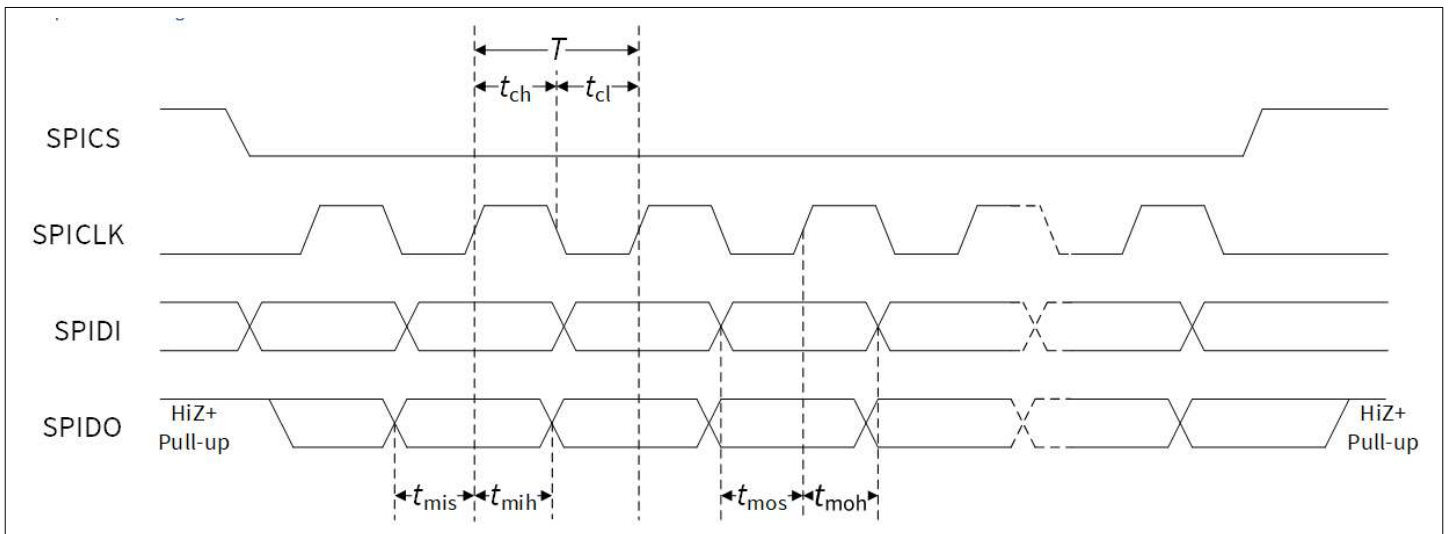 T
tch tcl
SPICS
SPICLK
SPIDI
SPIDO
HiZ+
Pull-up
HiZ+
Pull-up
tmis tmih tmos tmoh